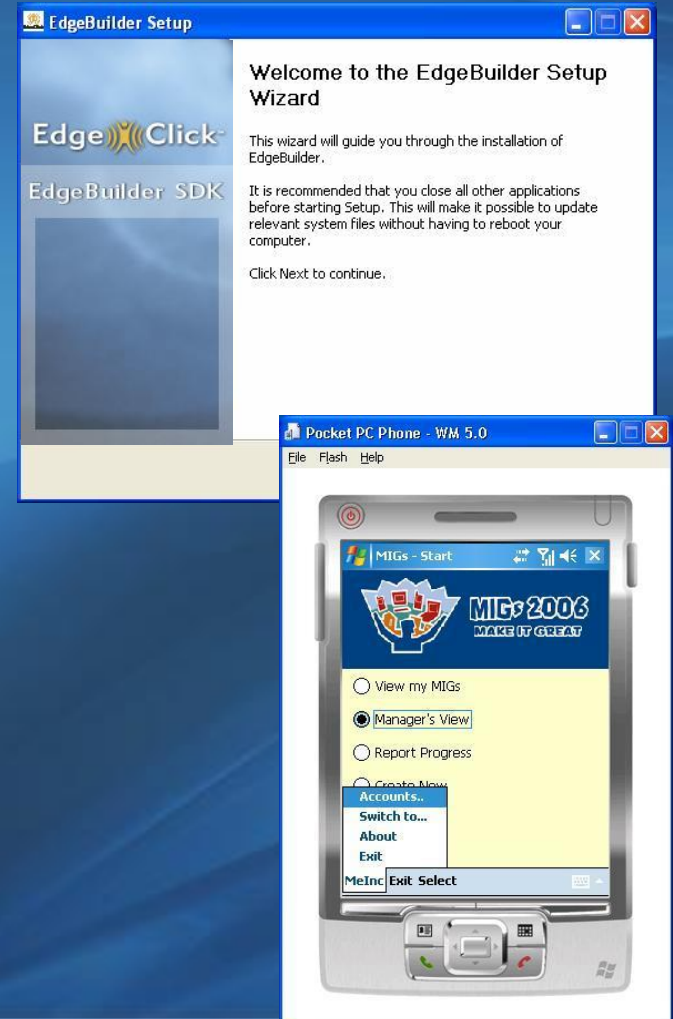 EdgeBuilder Setup
Edge Click
EdgeBuilder SDK
Welcome to the EdgeBuilder Setup
Wizard
This wizard will guide you through the installation of
EdgeBuilder.
It is recommended that you close all other applications
before starting Setup. This will make it possible to update
relevant system files without having to reboot your
computer.
Click Next to continue.
Pocket PC Phone - WM 5.0
File Flash Help
MIGs - Start
MIGs 2006
MAKE IT GREAT
View my MIGs
Manager's View
Report Progress
Create New
Accounts..
Switch to...
About
Exit
MeInc Exit Select